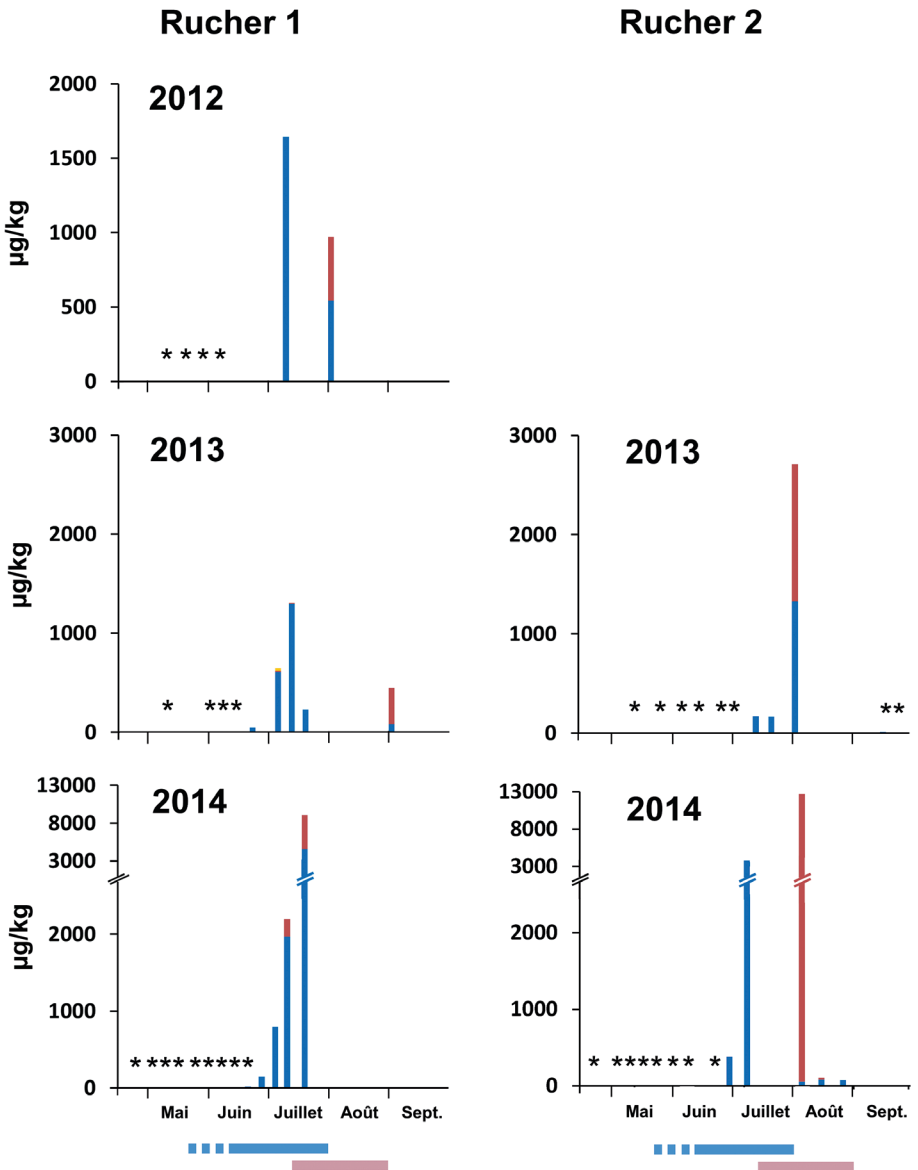 Rucher 1
Rucher 2
2012
µg/kg
2000
1500
1000
500
0
* * * *
2013
µg/kg
3000
2000
1000
0
* ***
2013
3000
2000
1000
0
* * * * ** **
2014
µg/kg
13000
8000
3000
2000
1000
0
* **** ******
Mai Juin Juillet Août Sept.
2014
13000
8000
3000
2000
1000
0
* ***** * * *
Mai Juin Juillet Août Sept.